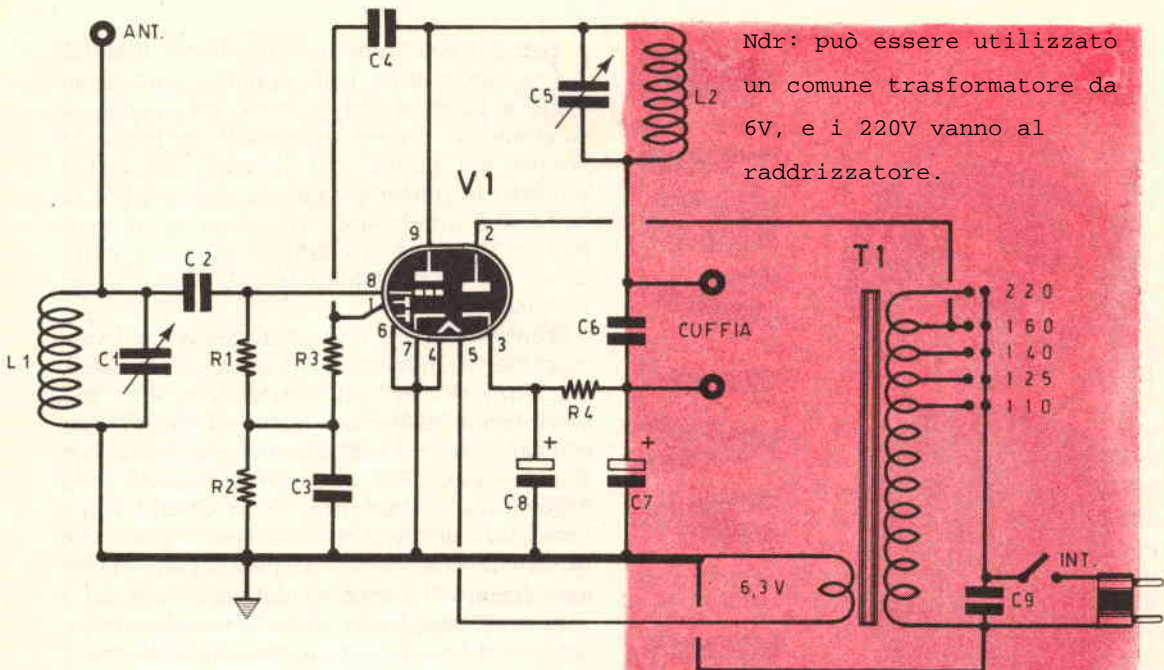 ANT.
C4
C5
L2
Ndr: può essere utilizzato
un comune trasformatore da
6V, e i 220V vanno al
raddrizzatore.
V1
9
2
T1
C2
8
1
6
7
4
5
3
L1
C1
R1
R3
C6
CUFFIA
R4
220
160
140
125
110
R2
C3
+
C8
+
C7
6,3 V
INT.
C9